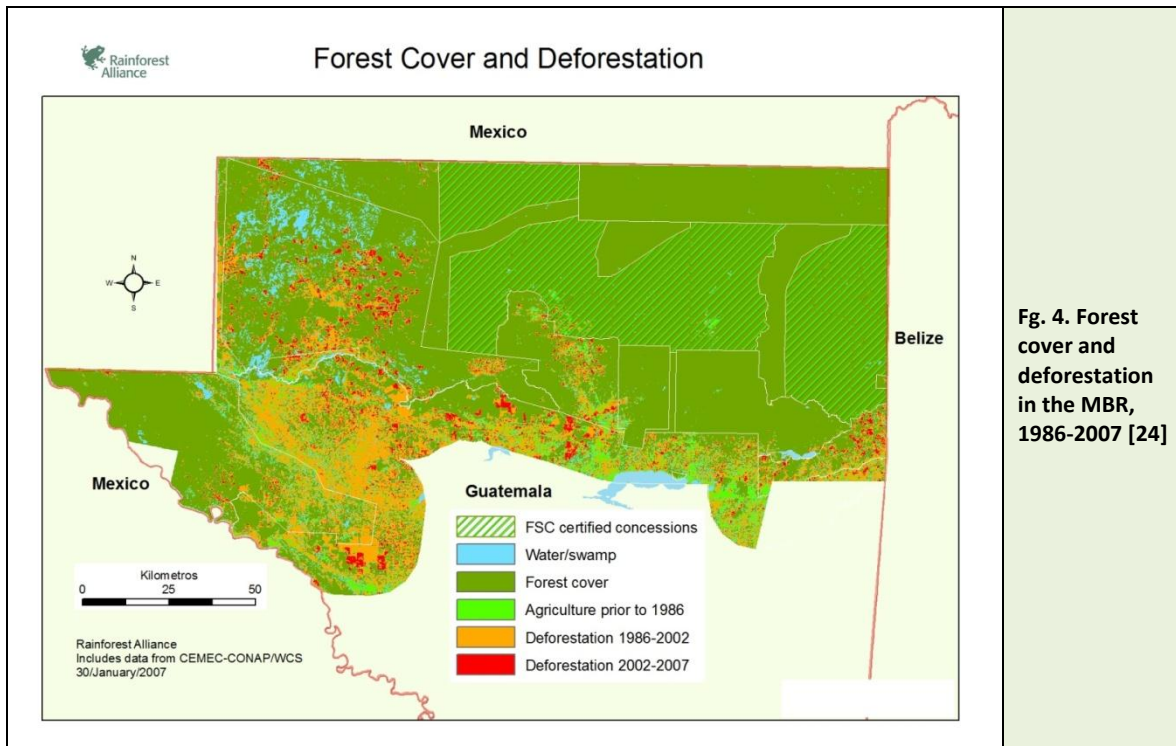 Rainforest
Alliance
Forest Cover and Deforestation
Mexico
N
W E
S
Belize
Mexico
Guatemala
FSC certified concessions
Water/swamp
Forest cover
Agriculture prior to 1986
Deforestation 1986-2002
Deforestation 2002-2007
Kilometros
0 25 50
Rainforest Alliance
Includes data from CEMEC-CONAP/WCS
30/January/2007
Fg. 4. Forest
cover and
deforestation
in the MBR,
1986-2007 [24]